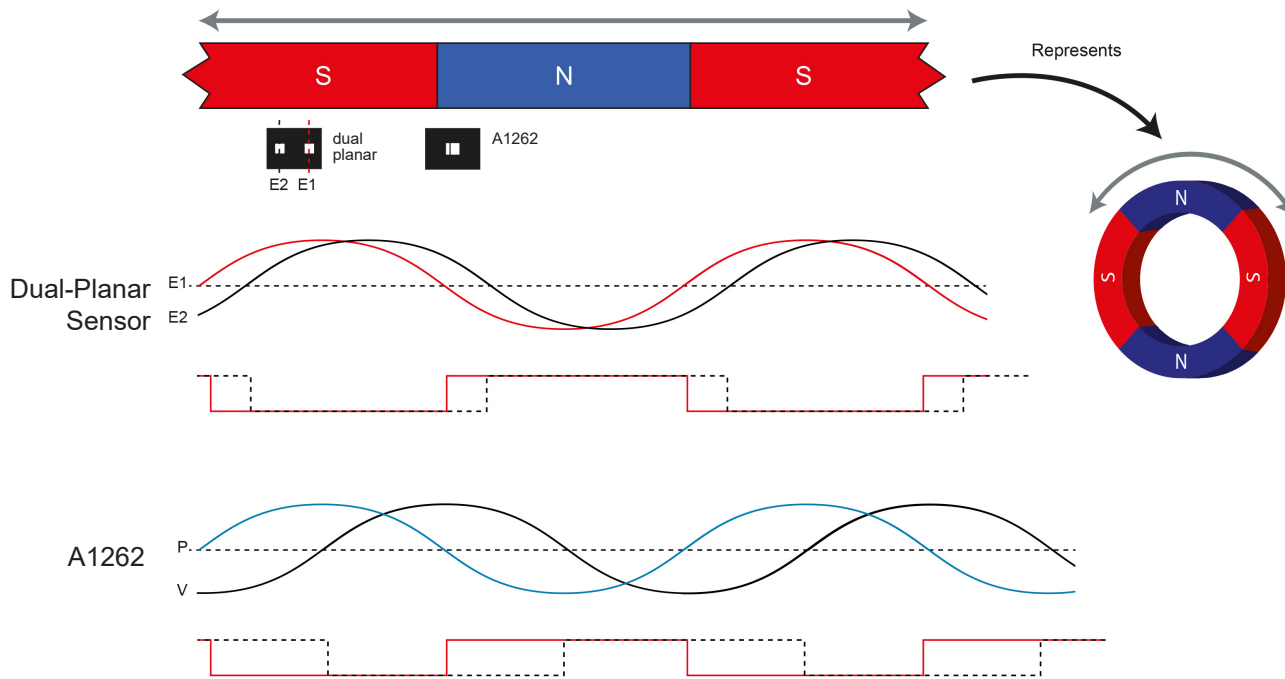 Represents
S
N
S
dual
planar
A1262
E2
E1
N
S
S
N
Dual-Planar
Sensor
E1
E2
A1262
P
V